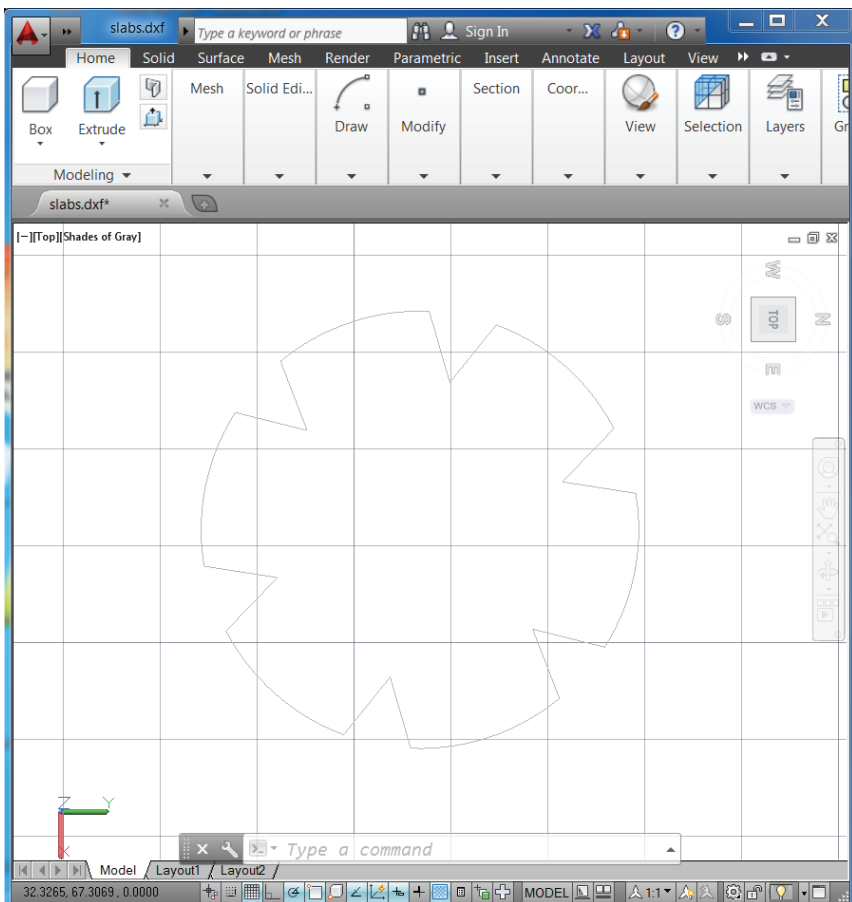 slabs.dxf Type a keyword or phrase Sign In ?
Home Solid Surface Mesh Render Parametric Insert Annotate Layout View
Box Extrude Mesh Solid Edi... Draw Modify Section Coor... View Selection Layers Gr
Modeling
slabs.dxf*
[−][Top][Shades of Gray]
W
S TOP N
E
WCS
Z Y
X
Type a command
Model Layout1 Layout2
32.3265, 67.3069, 0.0000 MODEL 1:1